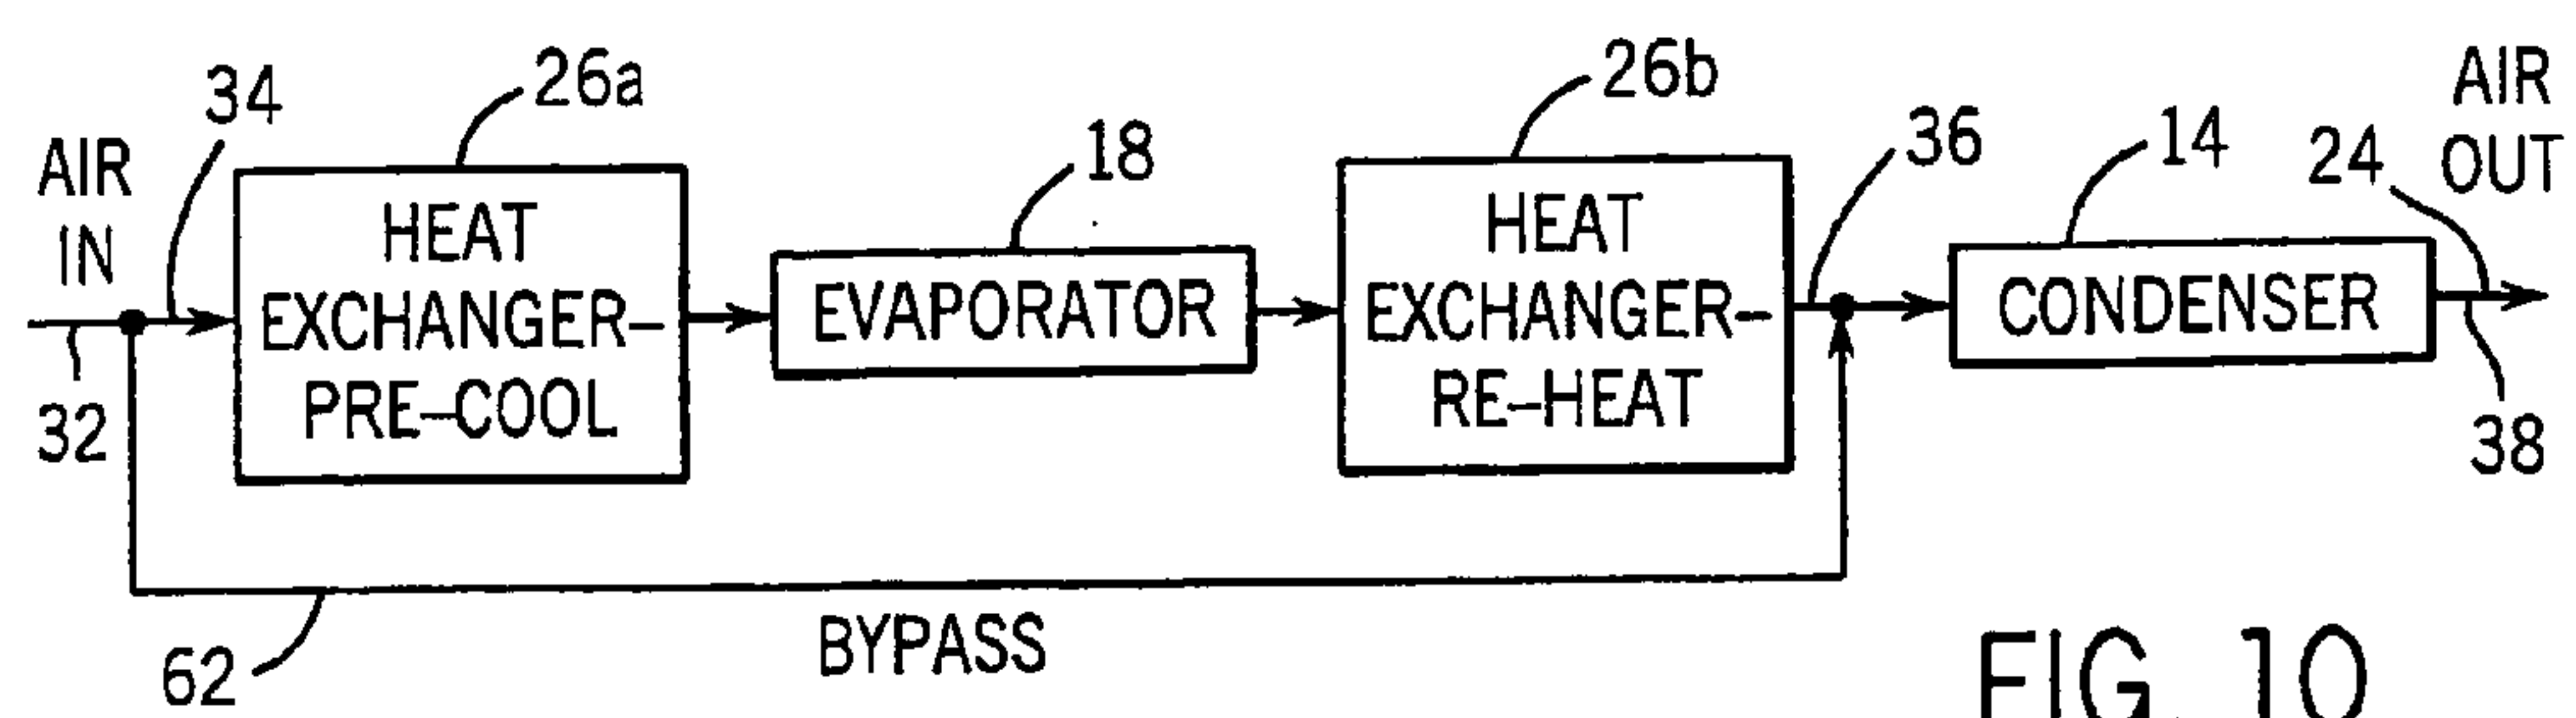 AIR
IN
32
34
26a
HEAT
EXCHANGER–
PRE–COOL
18
EVAPORATOR
26b
HEAT
EXCHANGER–
RE–HEAT
36
14
CONDENSER
24
AIR
OUT
38
62
BYPASS
FIG. 10